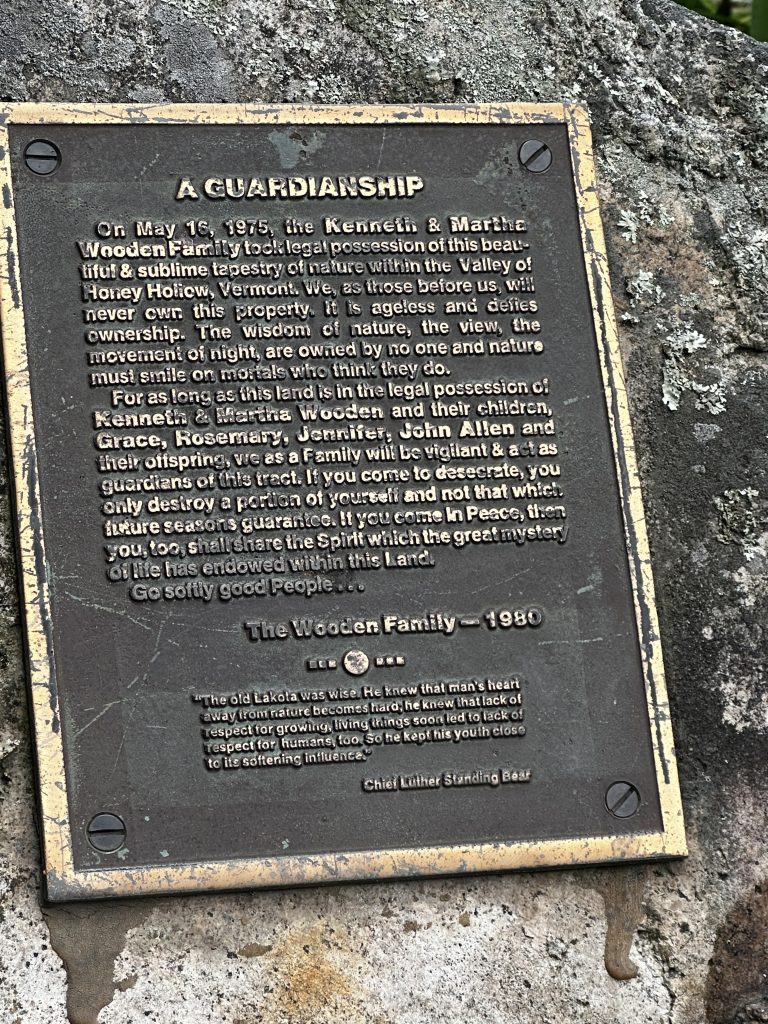 A GUARDIANSHIP
On May 16, 1975, the Kenneth & Martha
Wooden Family took legal possession of this beau-
tiful & sublime tapestry of nature within the Valley of
Honey Hollow, Vermont. We, as those before us, will
never own this property. It is ageless and defies
ownership. The wisdom of nature, the view, the
movement of night, are owned by no one and nature
must smile on mortals who think they do.
For as long as this land is in the legal possession of
Kenneth & Martha Wooden and their children,
Grace, Rosemary, Jennifer, John Allen and
their offspring, we as a Family will be vigilant & act as
guardians of this tract. If you come to desecrate, you
only destroy a portion of yourself and not that which
future seasons guarantee. If you come in Peace, then
you, too, shall share the Spirit which the great mystery
of life has endowed within this Land.
Go softly good People . . .
The Wooden Family — 1980
"The old Lakota was wise. He knew that man's heart
away from nature becomes hard; he knew that lack of
respect for growing, living things soon led to lack of
respect for humans, too. So he kept his youth close
to its softening influence."
Chief Luther Standing Bear